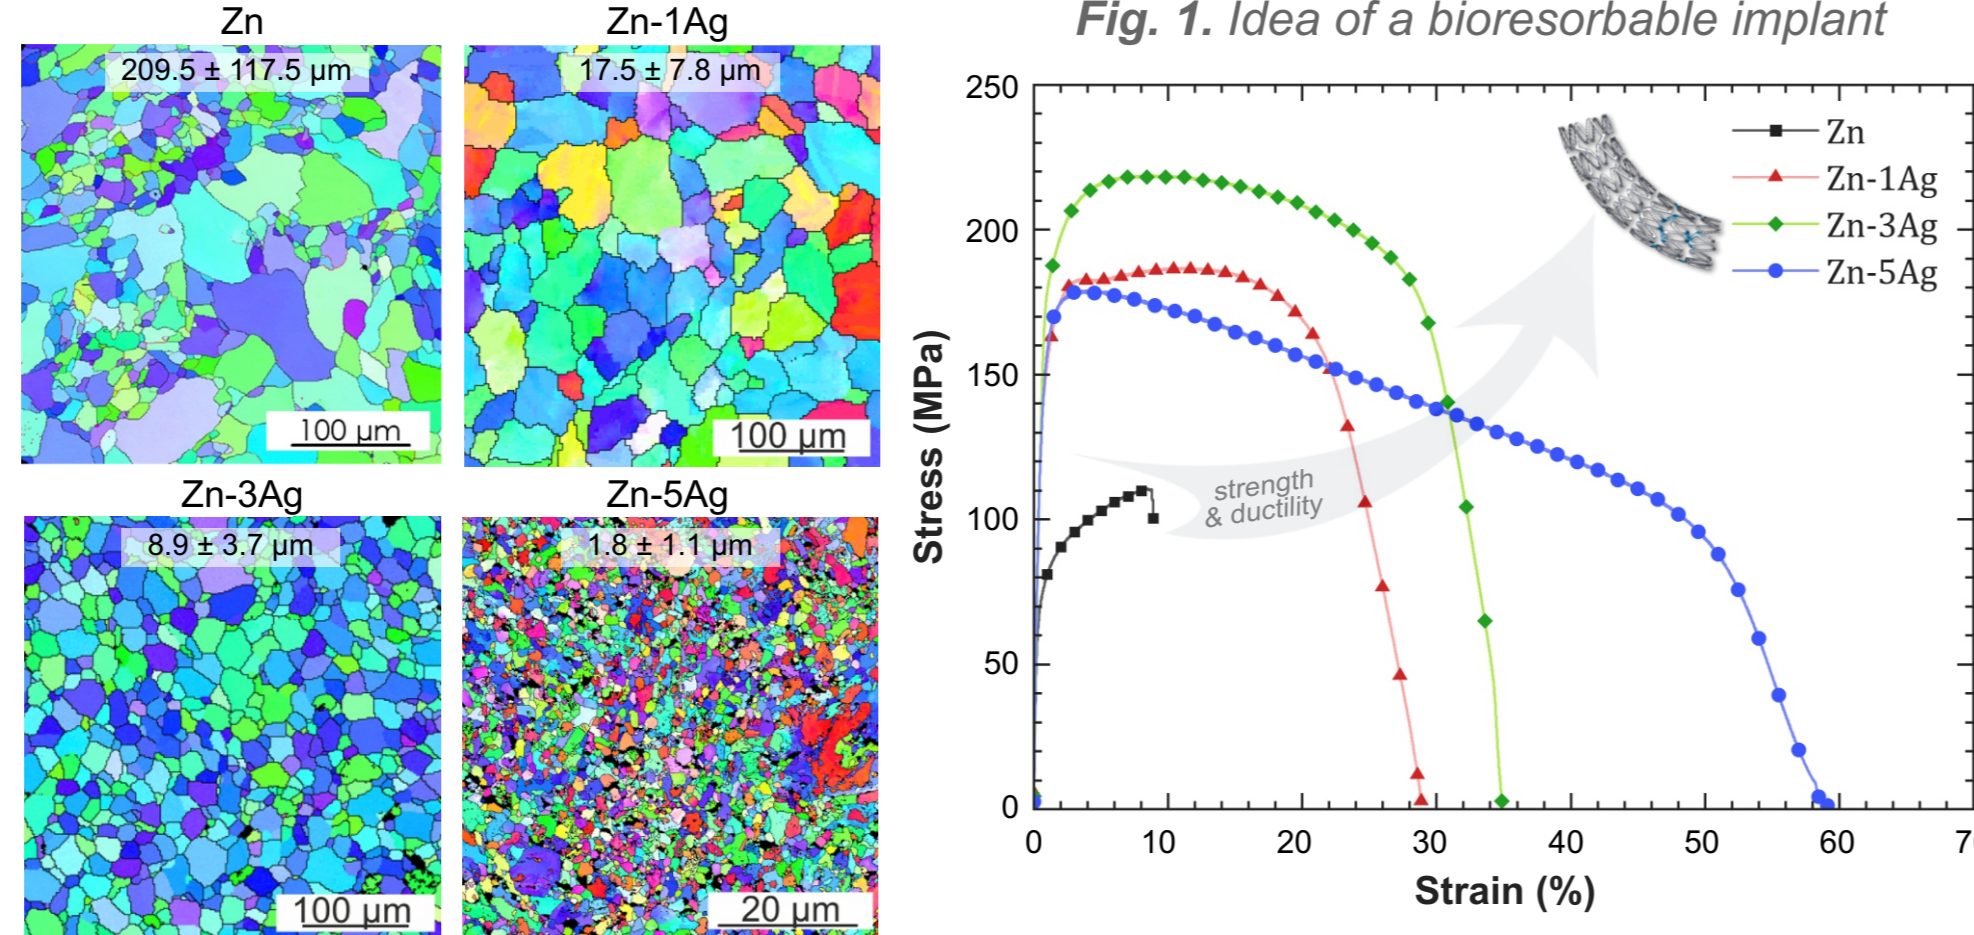 Zn
209.5 ± 117.5 µm
100 µm
Zn-1Ag
17.5 ± 7.8 µm
100 µm
Zn-3Ag
8.9 ± 3.7 µm
100 µm
Zn-5Ag
1.8 ± 1.1 µm
20 µm
Fig. 1. Idea of a bioresorbable implant
250
200
150
100
50
0
Stress (MPa)
Zn
Zn-1Ag
Zn-3Ag
Zn-5Ag
strength
& ductility
0 10 20 30 40 50 60
Strain (%)